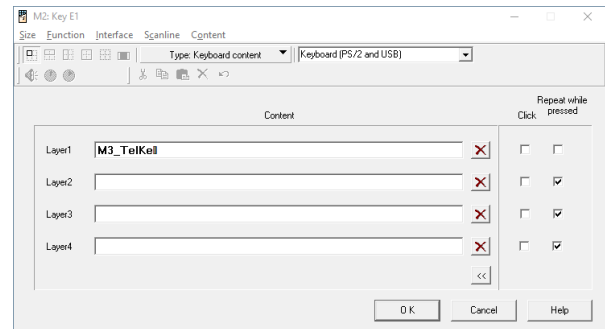 M2: Key E1
Size Function Interface Scanline Content
Type: Keyboard content Keyboard (PS/2 and USB)
Content Click Repeat while
pressed
Layer1
Layer2
Layer3
Layer4
<<
OK Cancel Help